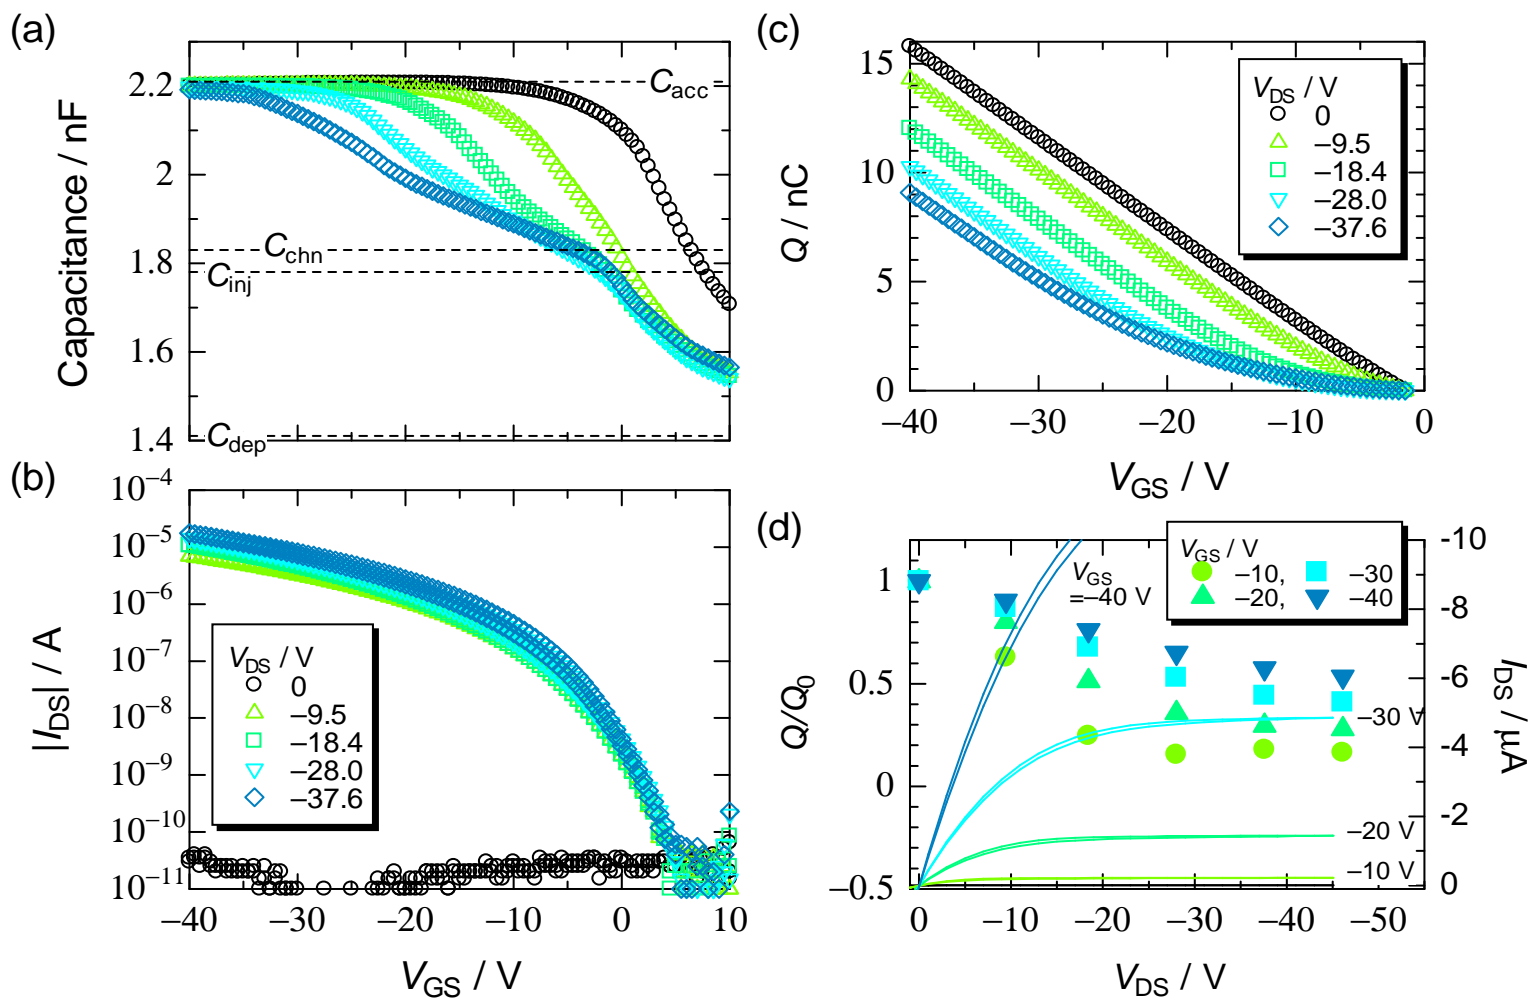 (a)
2.2
2
1.8
1.6
1.4
Capacitance / nF
C_acc
C_chn
C_inj
C_dep
(b)
10^−4
10^−5
10^−6
10^−7
10^−8
10^−9
10^−10
10^−11
|I_DS| / A
V_DS / V
0
−9.5
−18.4
−28.0
−37.6
−40 −30 −20 −10 0 10
V_GS / V
(c)
15
10
5
0
Q / nC
V_DS / V
0
−9.5
−18.4
−28.0
−37.6
−40 −30 −20 −10 0
V_GS / V
(d)
V_GS / V
−10, −30
−20, −40
1
0.5
0
−0.5
Q/Q_0
V_GS
=−40 V
−30 V
−20 V
−10 V
-10
-8
-6
-4
-2
0
I_DS / μA
0 −10 −20 −30 −40 −50
V_DS / V